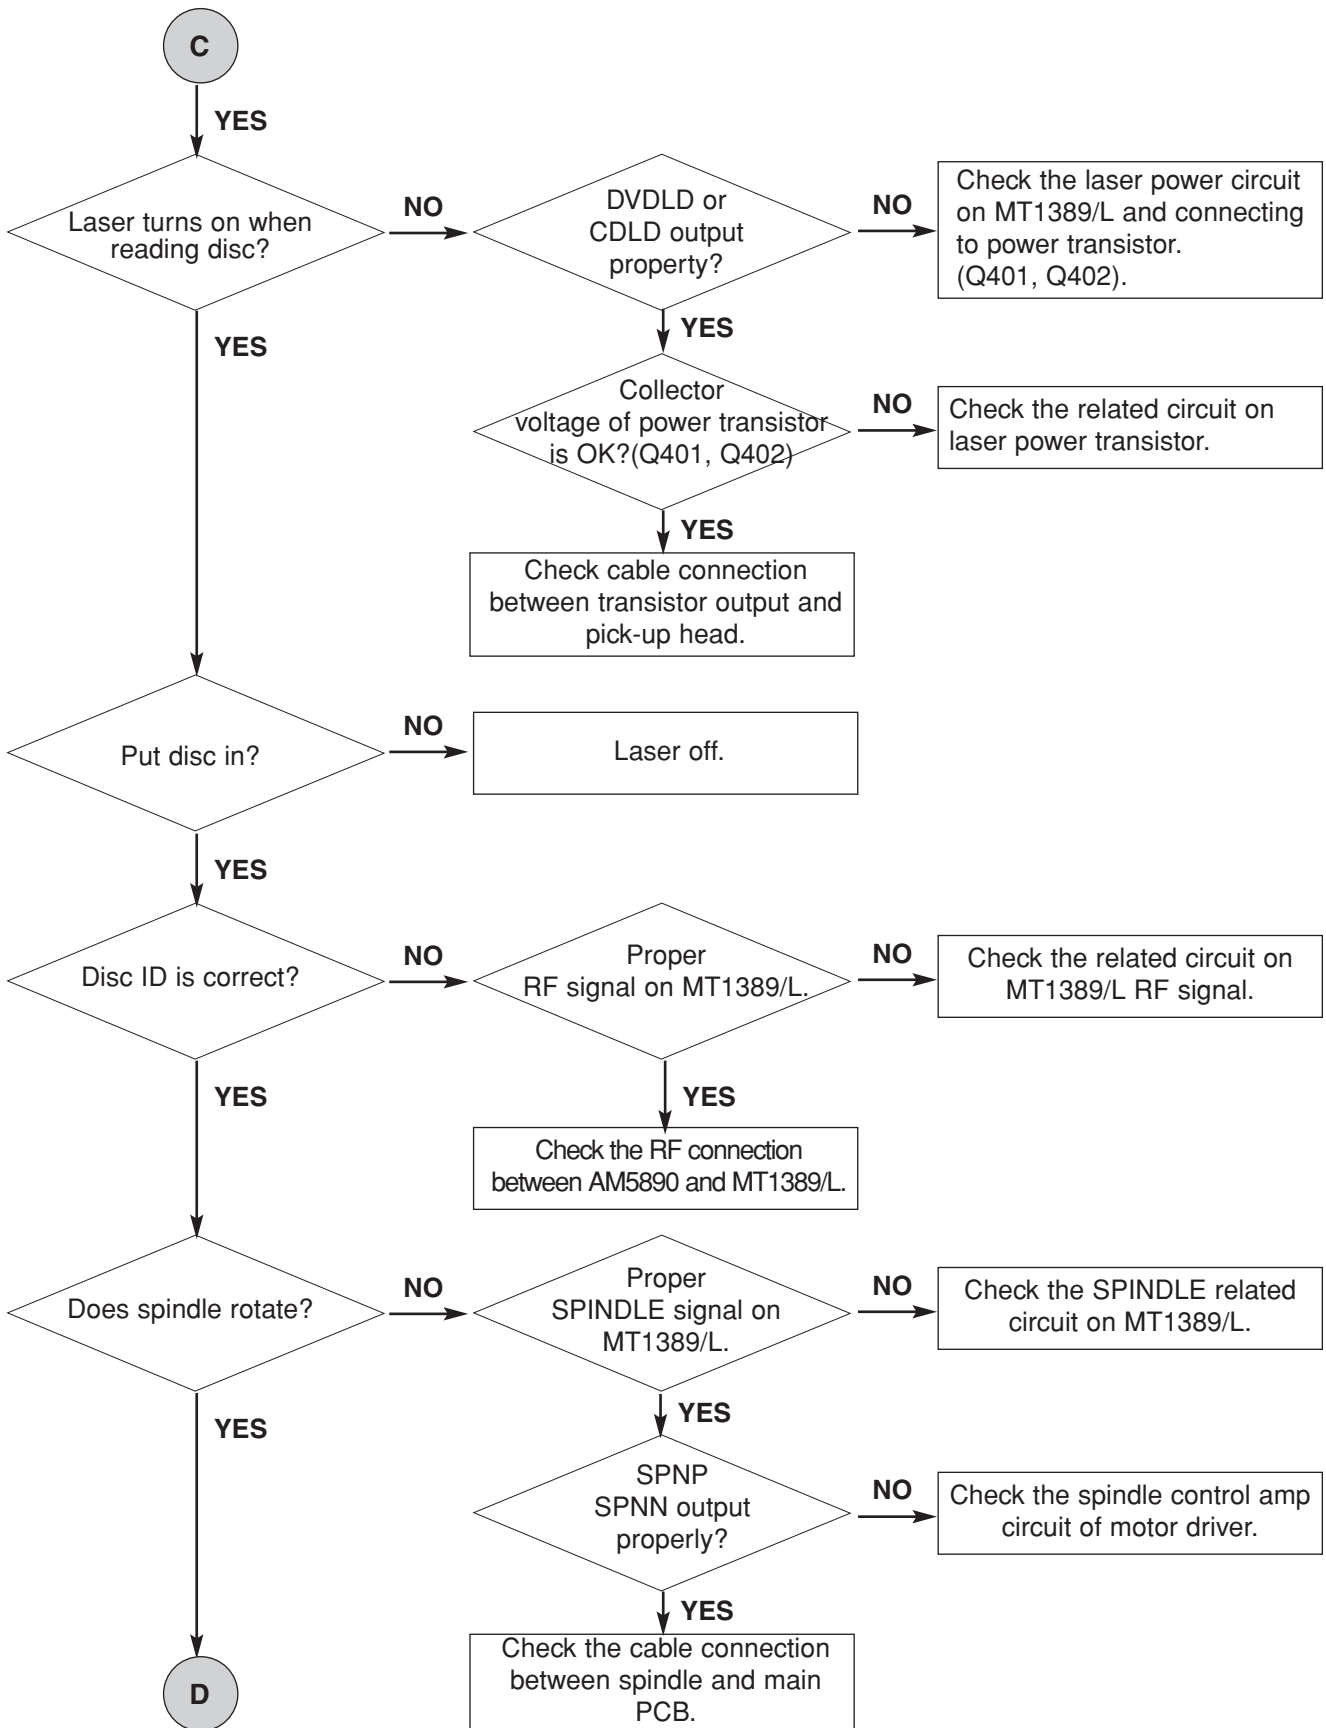 C
YES
Laser turns on when
reading disc?
NO
DVDLD or
CDLD output
property?
NO
Check the laser power circuit
on MT1389/L and connecting
to power transistor.
(Q401, Q402).
YES
YES
Collector
voltage of power transistor
is OK?(Q401, Q402)
NO
Check the related circuit on
laser power transistor.
YES
Check cable connection
between transistor output and
pick-up head.
Put disc in?
NO
Laser off.
YES
Disc ID is correct?
NO
Proper
RF signal on MT1389/L.
NO
Check the related circuit on
MT1389/L RF signal.
YES
YES
Check the RF connection
between AM5890 and MT1389/L.
Does spindle rotate?
NO
Proper
SPINDLE signal on
MT1389/L.
NO
Check the SPINDLE related
circuit on MT1389/L.
YES
YES
SPNP
SPNN output
properly?
NO
Check the spindle control amp
circuit of motor driver.
YES
Check the cable connection
between spindle and main
PCB.
D